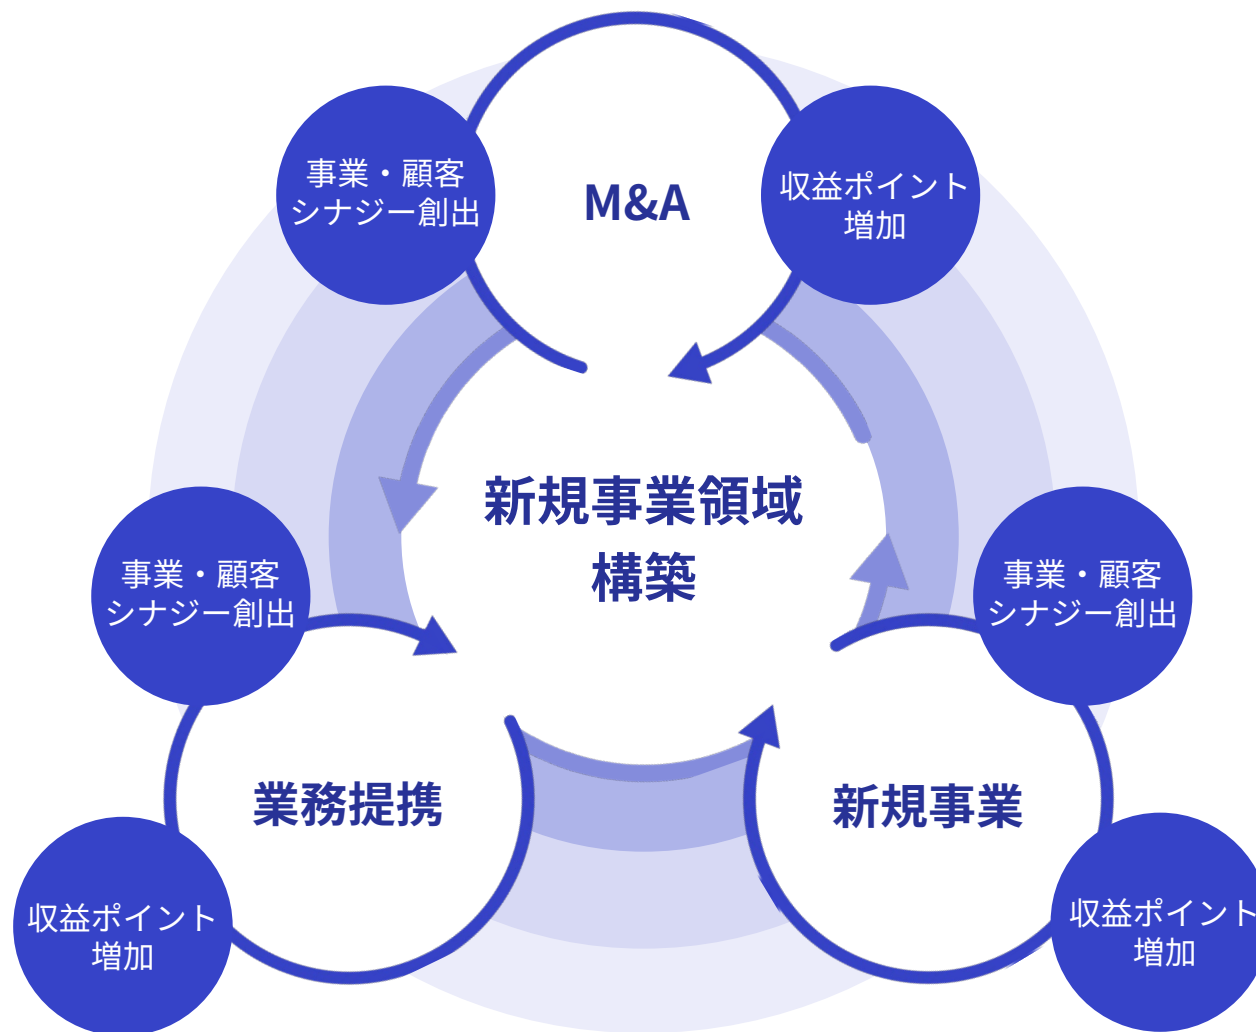 事業・顧客
シナジー創出
M&A
収益ポイント
増加
新規事業領域
構築
事業・顧客
シナジー創出
事業・顧客
シナジー創出
業務提携
新規事業
収益ポイント
増加
収益ポイント
増加